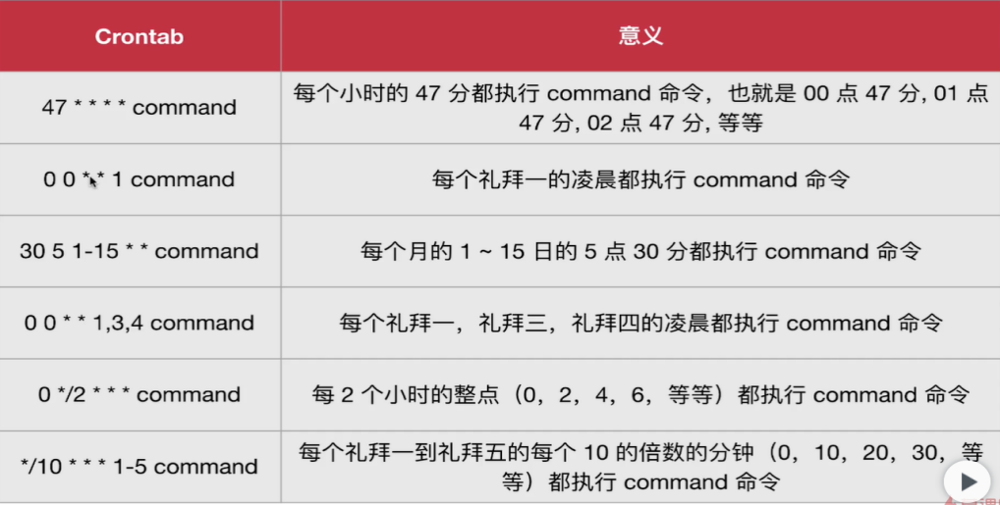 Crontab
意义
47 * * * * command
每个小时的 47 分都执行 command 命令，也就是 00 点 47 分, 01 点
47 分, 02 点 47 分, 等等
0 0 * * 1 command
每个礼拜一的凌晨都执行 command 命令
30 5 1-15 * * command
每个月的 1 ~ 15 日的 5 点 30 分都执行 command 命令
0 0 * * 1,3,4 command
每个礼拜一，礼拜三，礼拜四的凌晨都执行 command 命令
0 */2 * * * command
每 2 个小时的整点（0，2，4，6，等等）都执行 command 命令
*/10 * * * 1-5 command
每个礼拜一到礼拜五的每个 10 的倍数的分钟（0，10，20，30，等
等）都执行 command 命令